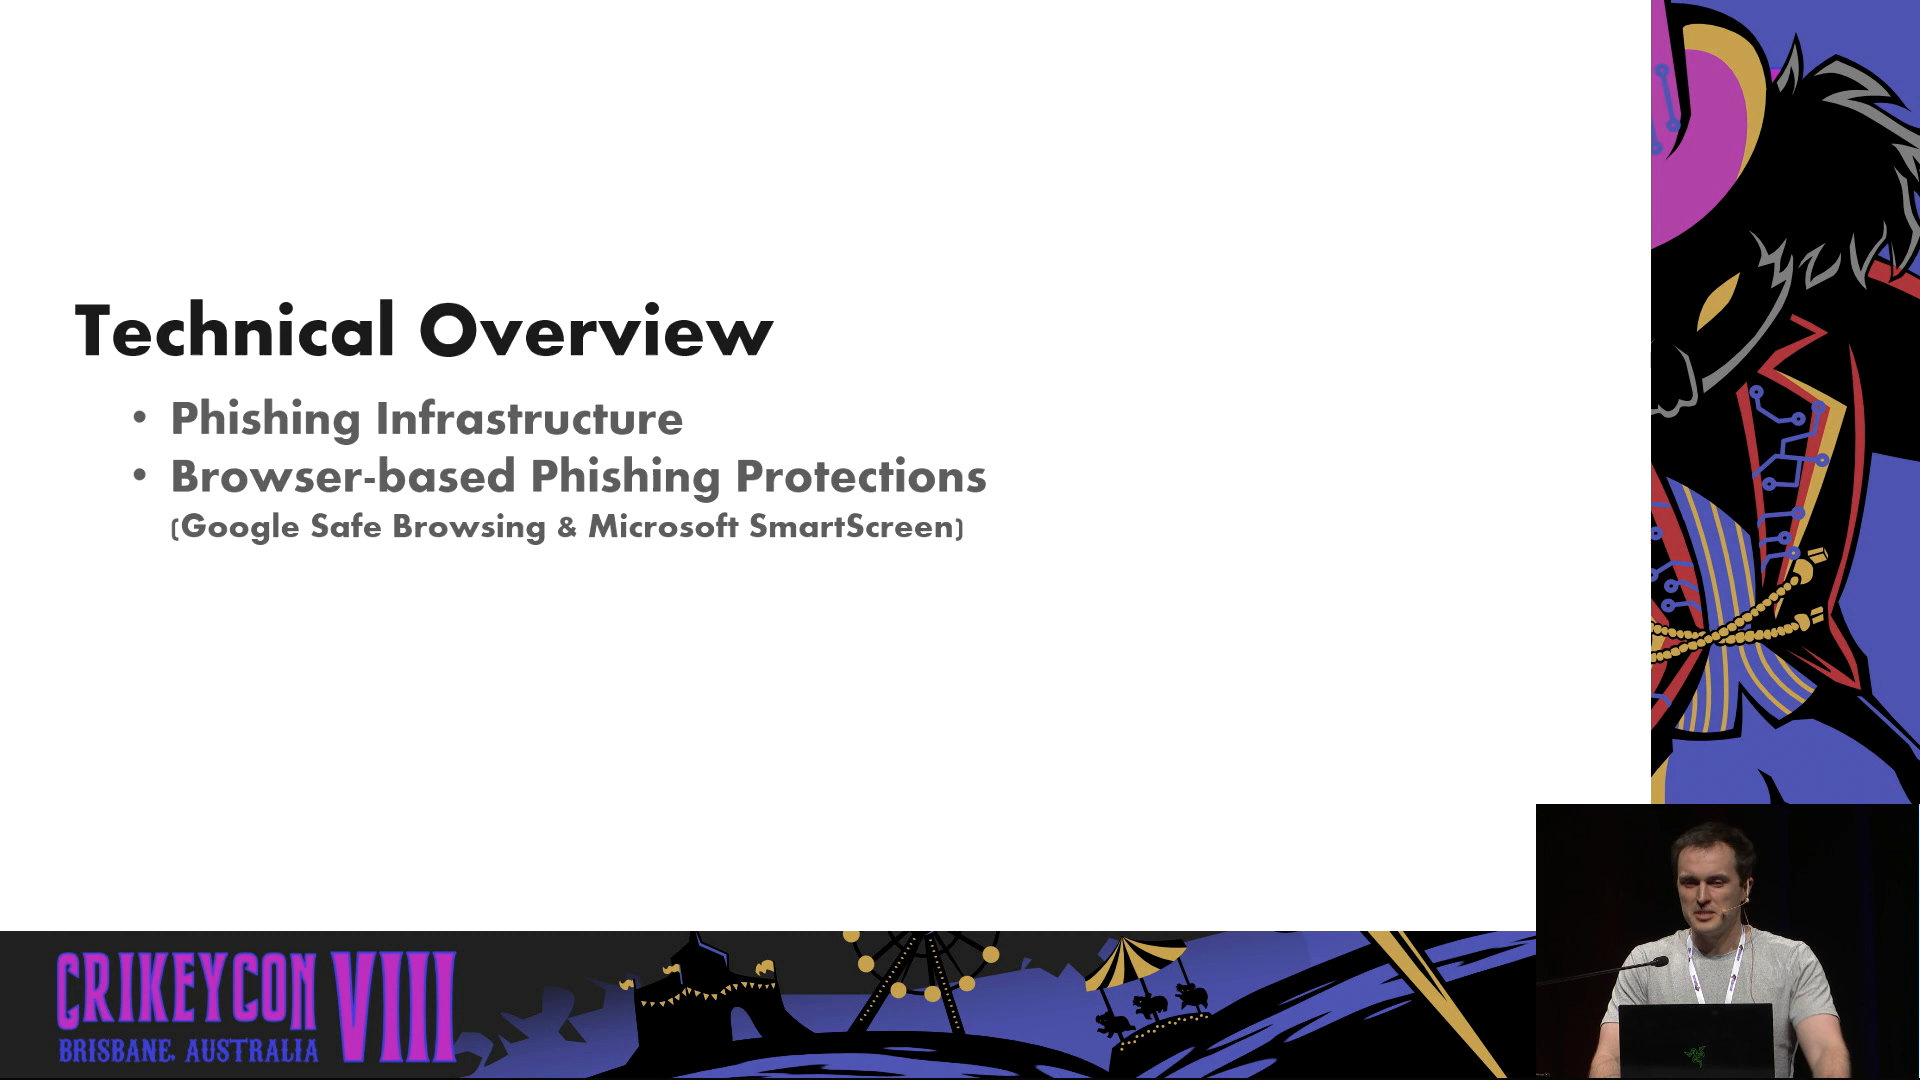 Technical Overview
• Phishing Infrastructure
• Browser-based Phishing Protections
(Google Safe Browsing & Microsoft SmartScreen)
CRIKEYCON VIII
BRISBANE, AUSTRALIA